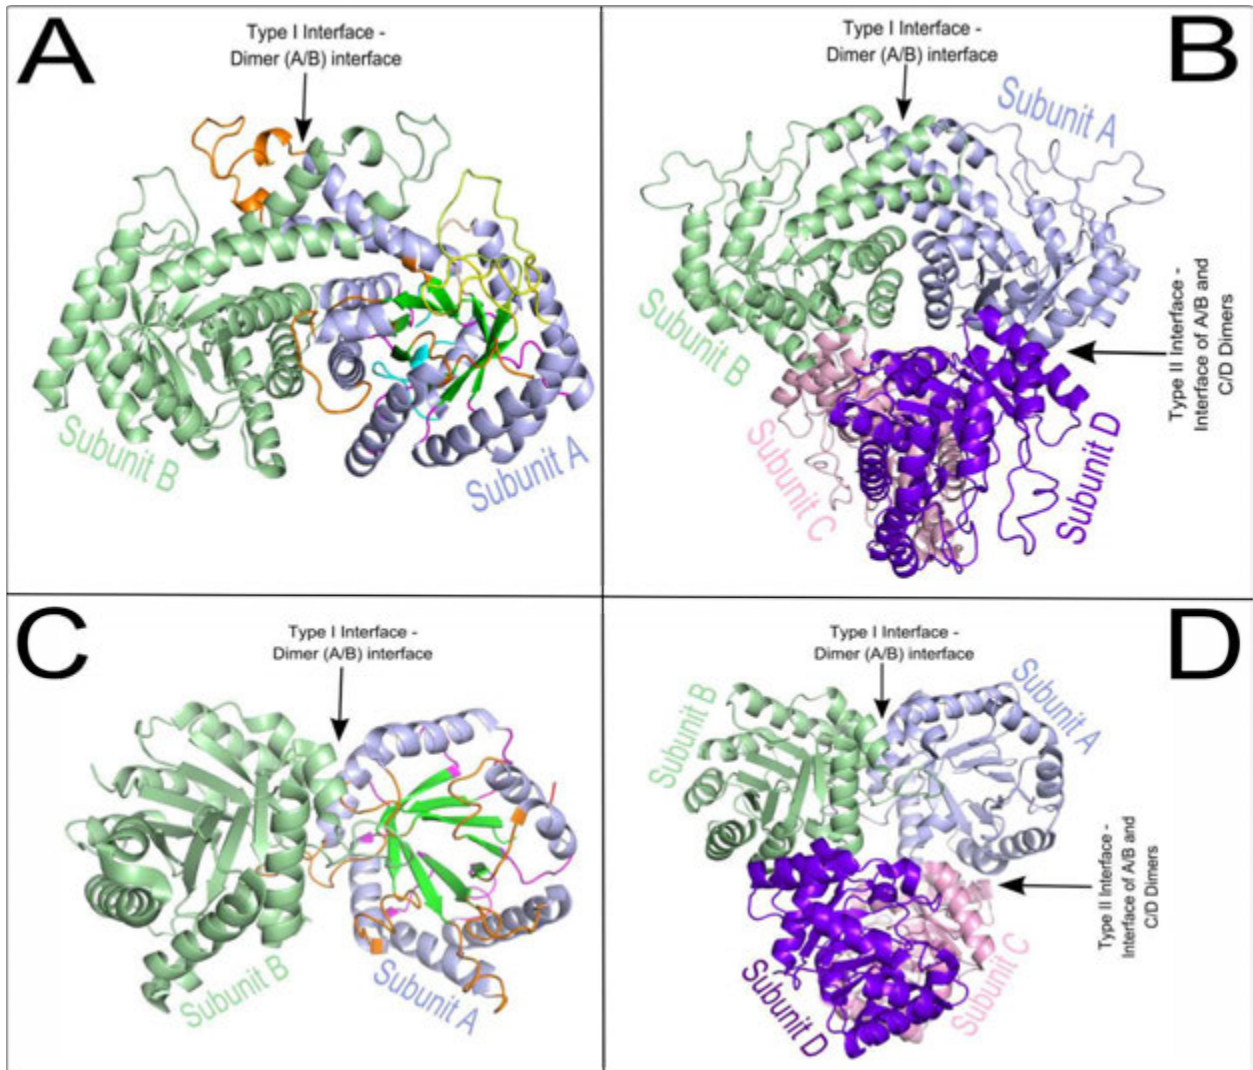 A
Type I Interface -
Dimer (A/B) interface
Subunit B
Subunit A
B
Type I Interface -
Dimer (A/B) interface
Subunit A
Subunit B
Subunit C
Subunit D
Type II Interface -
Interface of A/B and
C/D Dimers
C
Type I Interface -
Dimer (A/B) interface
Subunit B
Subunit A
D
Type I Interface -
Dimer (A/B) interface
Subunit B
Subunit A
Type II Interface -
Interface of A/B and
C/D Dimers
Subunit D
Subunit C